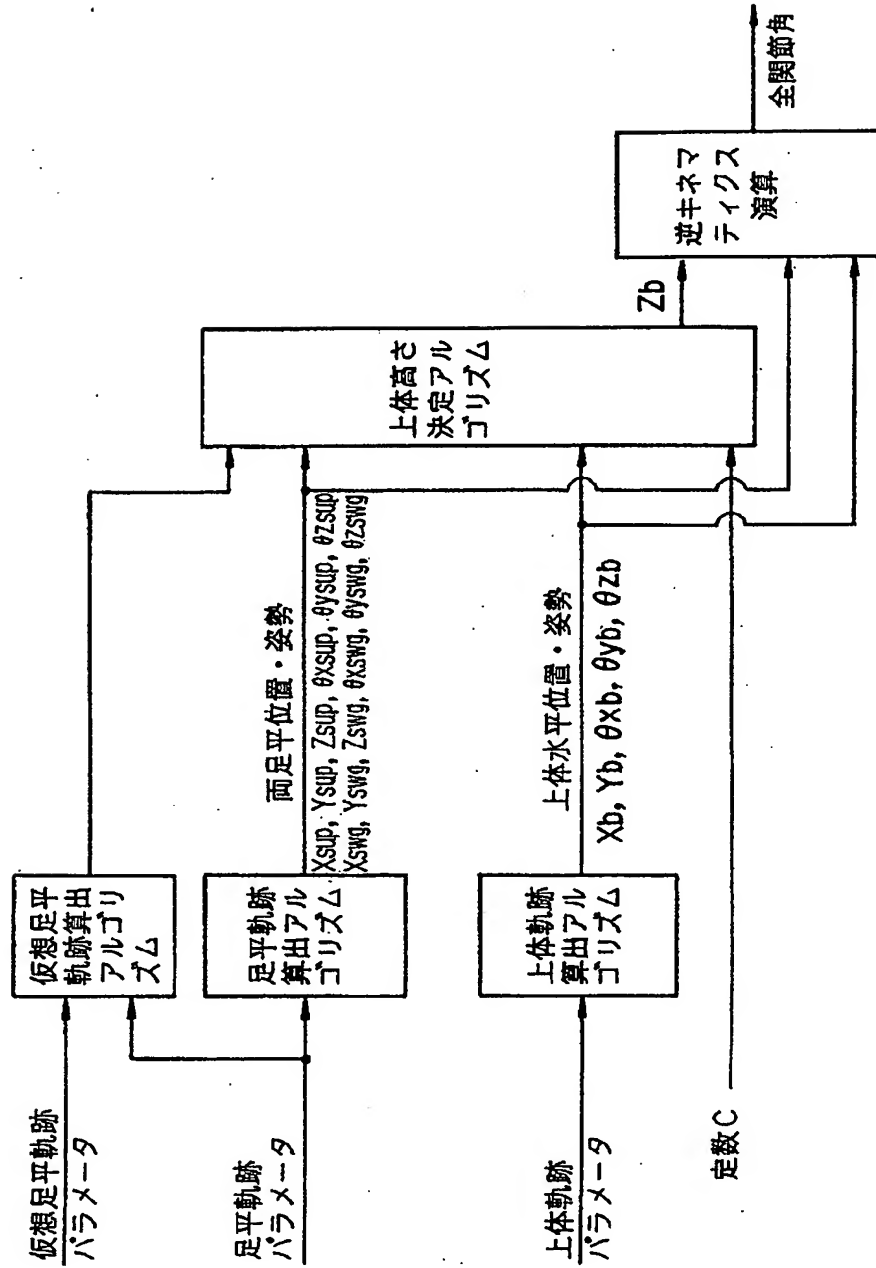 仮想足平軌跡
パラメータ
仮想足平
軌跡算出
アルゴリ
ズム
足平軌跡
パラメータ
足平軌跡
算出アル
ゴリズム
両足平位置・姿勢
Xsup, Ysup, Zsup, θxsup, θysup, θzsup
Xswg, Yswg, Zswg, θxswg, θyswg, θzswg
上体軌跡
パラメータ
上体軌跡
算出アル
ゴリズム
上体水平位置・姿勢
Xb, Yb, θxb, θyb, θzb
定数C
上体高さ
決定アル
ゴリズム
Zb
逆キネマ
ティクス
演算
全関節角